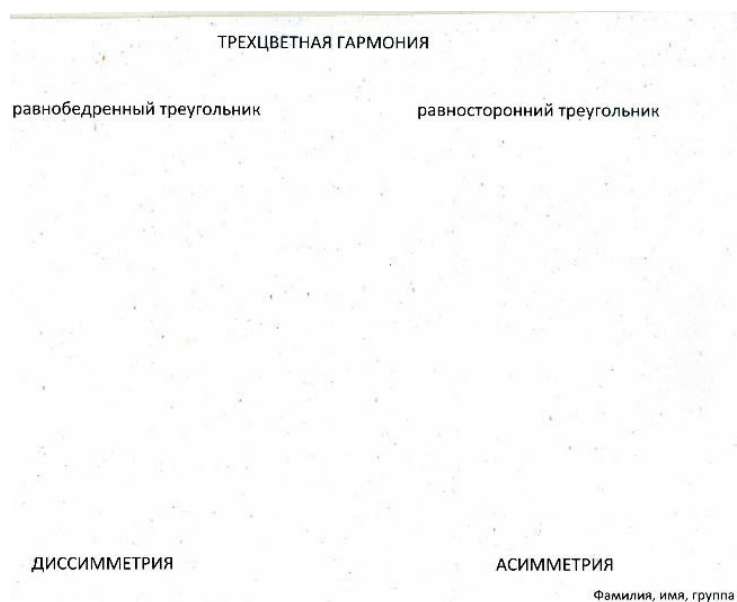 ТРЕХЦВЕТНАЯ ГАРМОНИЯ
равнобедренный треугольник равносторонний треугольник
ДИССИММЕТРИЯ АСИММЕТРИЯ
Фамилия, имя, группа